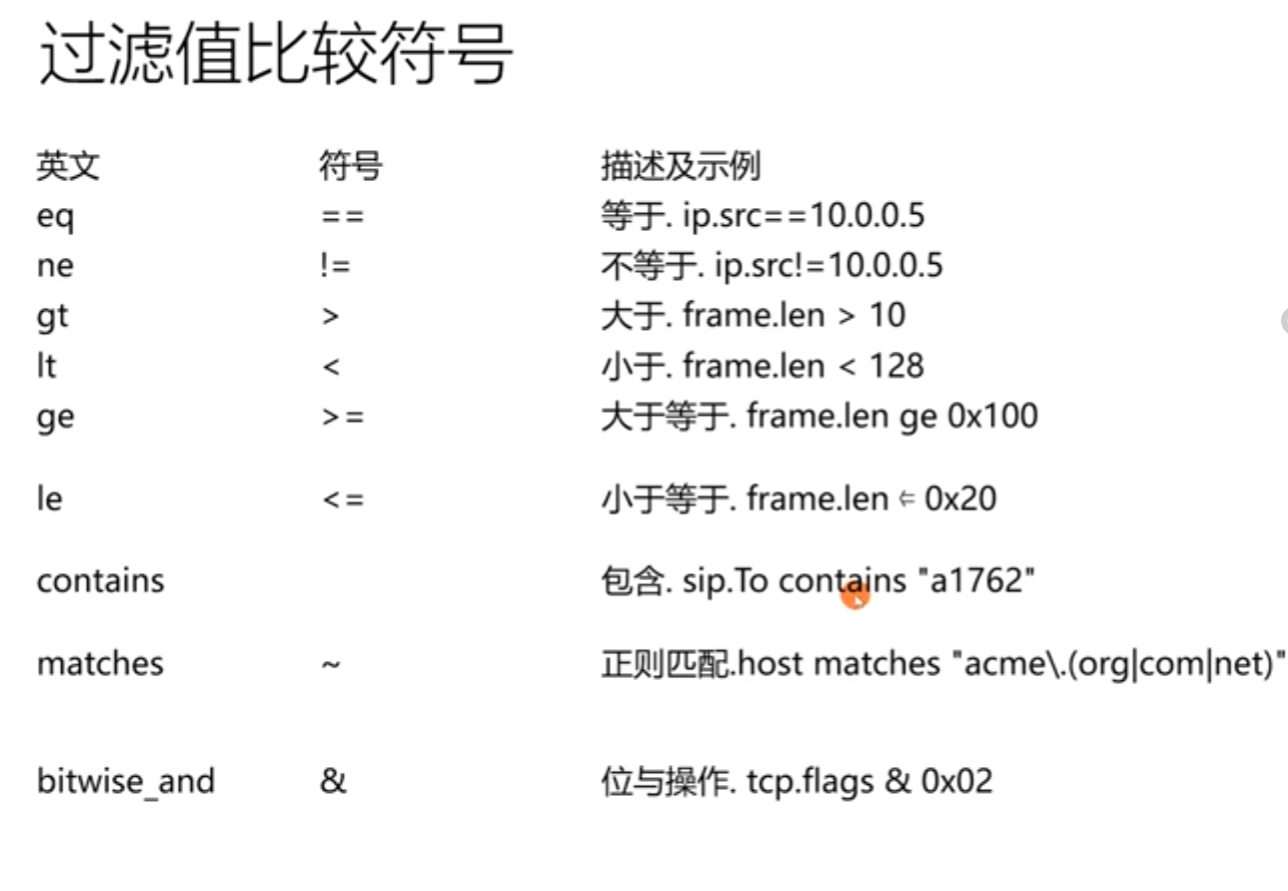 过滤值比较符号
英文 符号 描述及示例
eq == 等于. ip.src==10.0.0.5
ne != 不等于. ip.src!=10.0.0.5
gt > 大于. frame.len > 10
lt < 小于. frame.len < 128
ge >= 大于等于. frame.len ge 0x100
le <= 小于等于. frame.len ⇐ 0x20
contains 包含. sip.To contains "a1762"
matches ~ 正则匹配.host matches "acme\.(org|com|net)"
bitwise_and & 位与操作. tcp.flags & 0x02